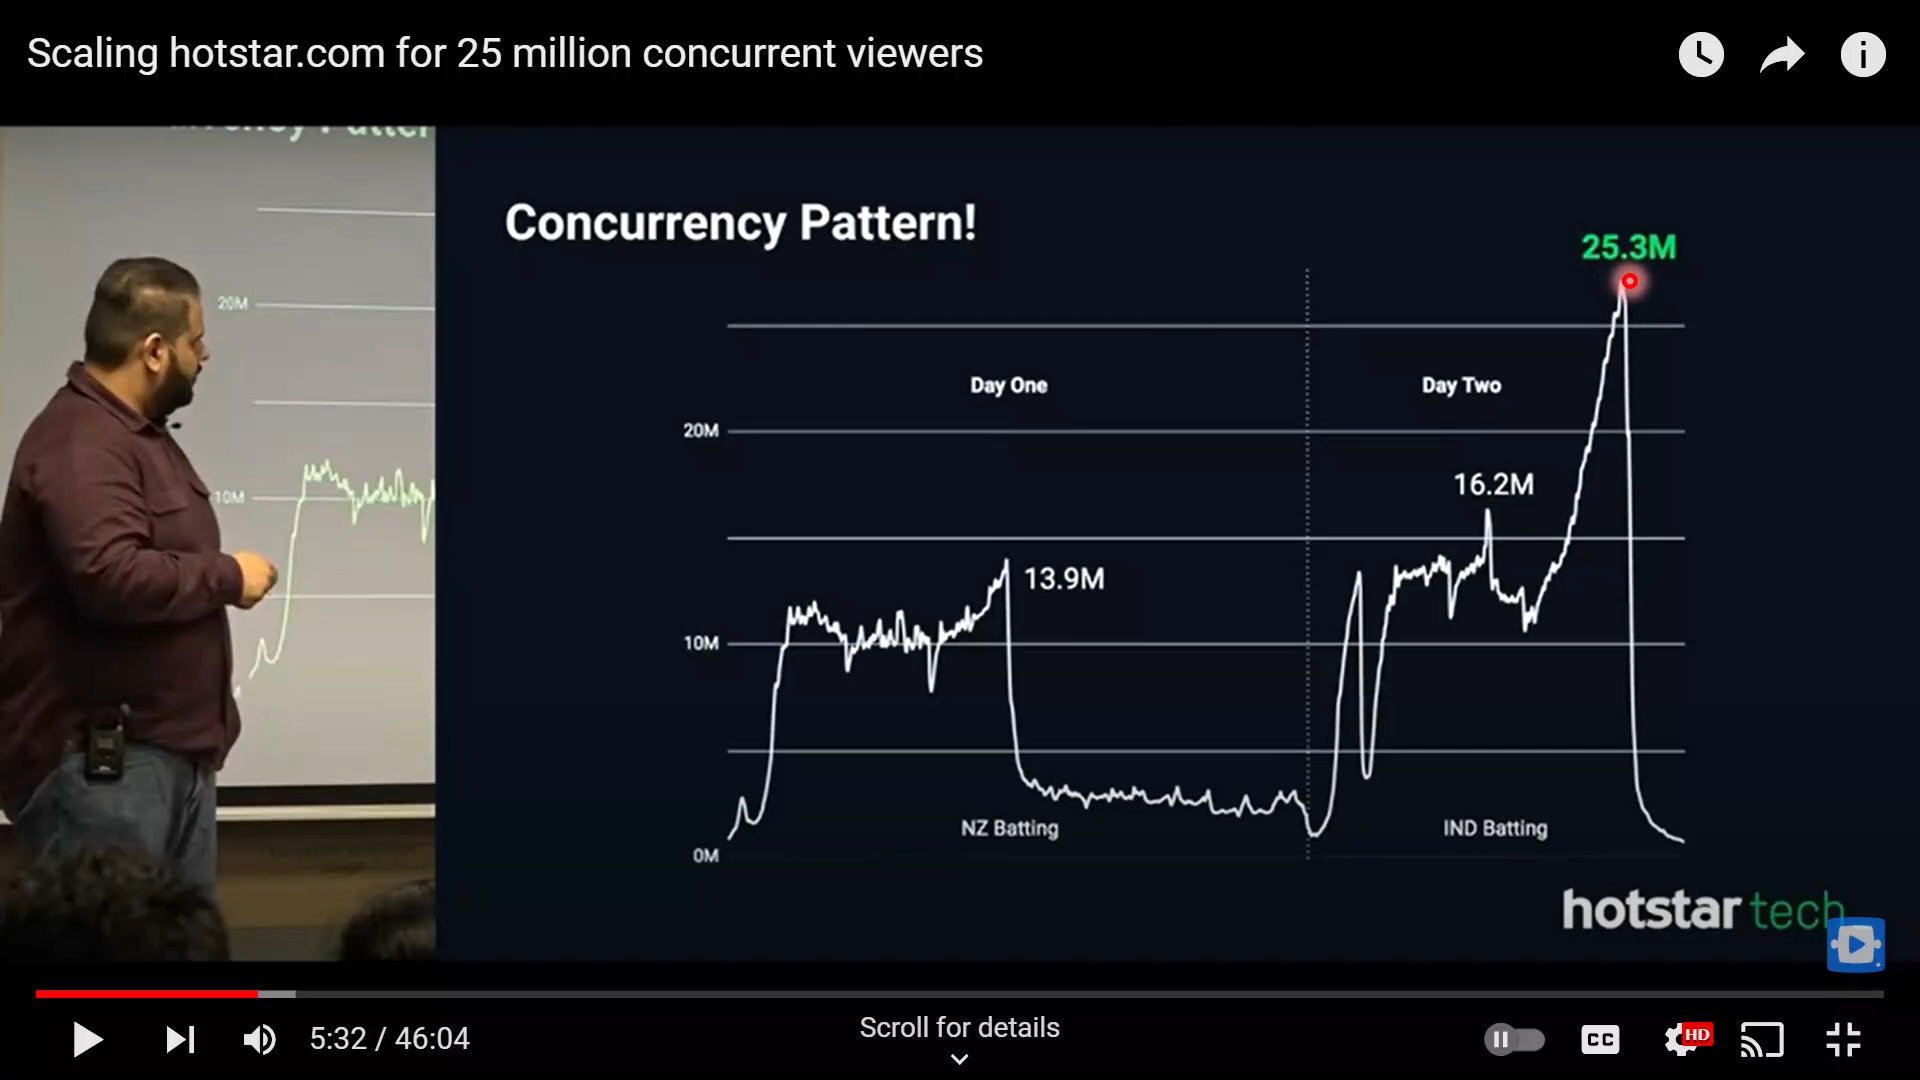 Scaling hotstar.com for 25 million concurrent viewers
Concurrency Pattern!
25.3M
Day One
Day Two
20M
16.2M
13.9M
10M
NZ Batting
IND Batting
0M
20M
10M
hotstar tech
5:32 / 46:04
Scroll for details
CC
HD